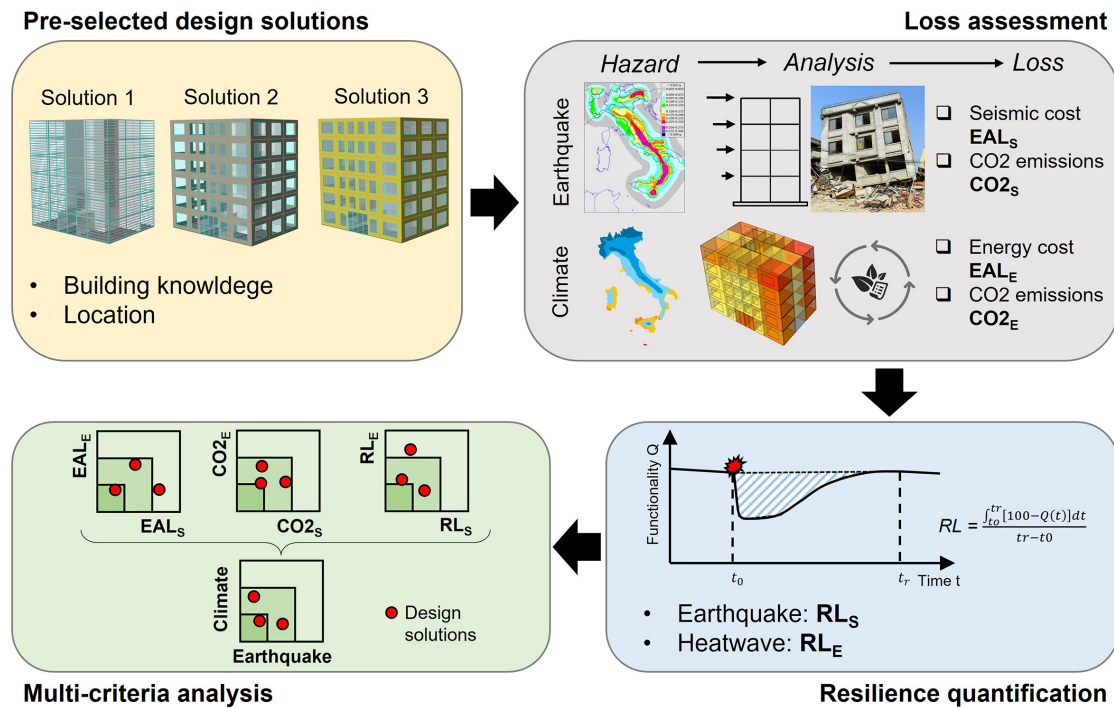 Pre-selected design solutions
Solution 1
Solution 2
Solution 3
• Building knowldege
• Location
Loss assessment
Hazard
Analysis
Loss
Earthquake
❑ Seismic cost
EALS
❑ CO2 emissions
CO2S
Climate
❑ Energy cost
EALE
❑ CO2 emissions
CO2E
Functionality Q
t0
tr
Time t
RL = ∫to^tr[100-Q(t)]dt / tr-t0
• Earthquake: RLS
• Heatwave: RLE
Resilience quantification
EALE
EALS
CO2E
CO2S
RLE
RLS
Climate
Earthquake
Design
solutions
Multi-criteria analysis